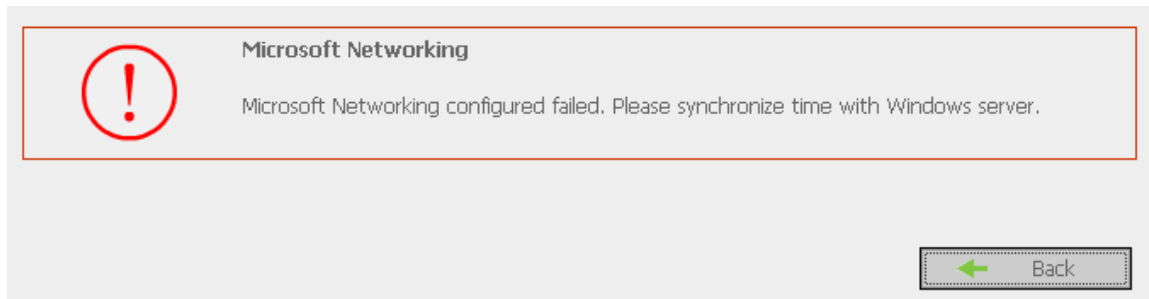 Microsoft Networking
Microsoft Networking configured failed. Please synchronize time with Windows server.
Back